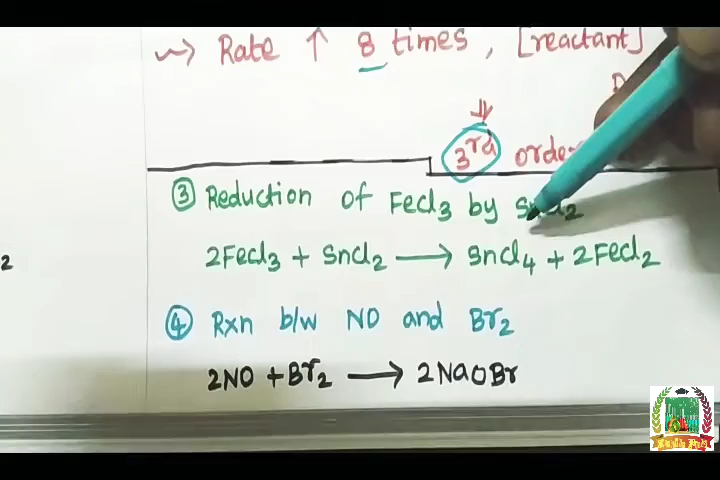 ~> Rate ↑ 8 times, [reactant]
3rd
③ Reduction of FeCl3 by SnCl2
2
2FeCl3 + SnCl2 → SnCl4 + 2FeCl2
④ Rxn b/w NO and Br2
2NO + Br2 → 2NaOBr